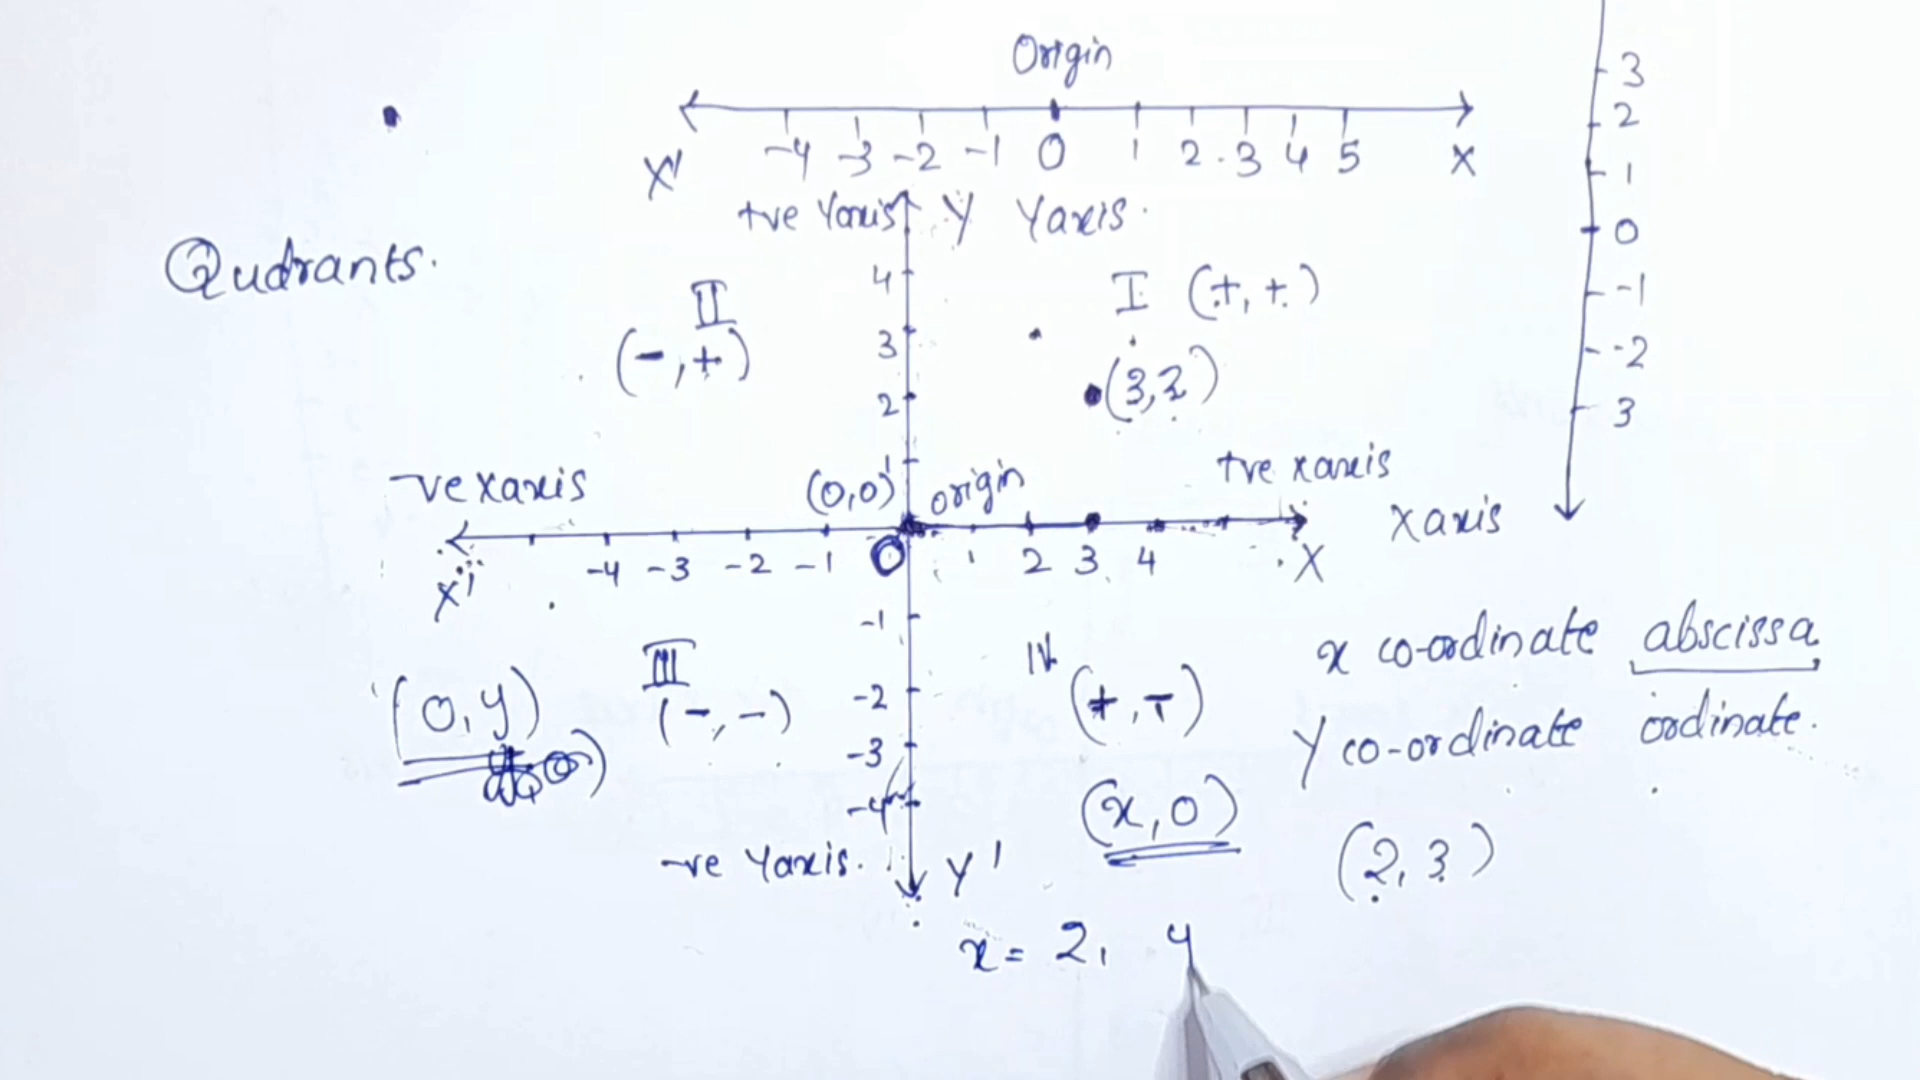 Origin
-4 -3 -2 -1 0 1 2 3 4 5
X' X
3
2
1
0
-1
-2
3
Qudrants.
+ve Yaxis Y Yaxis
4
3
2
1
II
(-,+)
I (+,+)
(3,2)
-ve xaxis
(0,0) origin
+ve xaxis
X axis
-4 -3 -2 -1 0 1 2 3 4
X' X
-1
-2
-3
-4
III
(-,-)
IV
(+,-)
(0,y)
(x,0)
x co-ordinate abscissa
Y co-ordinate ordinate.
(2,3)
-ve Yaxis. Y'
x = 2, y